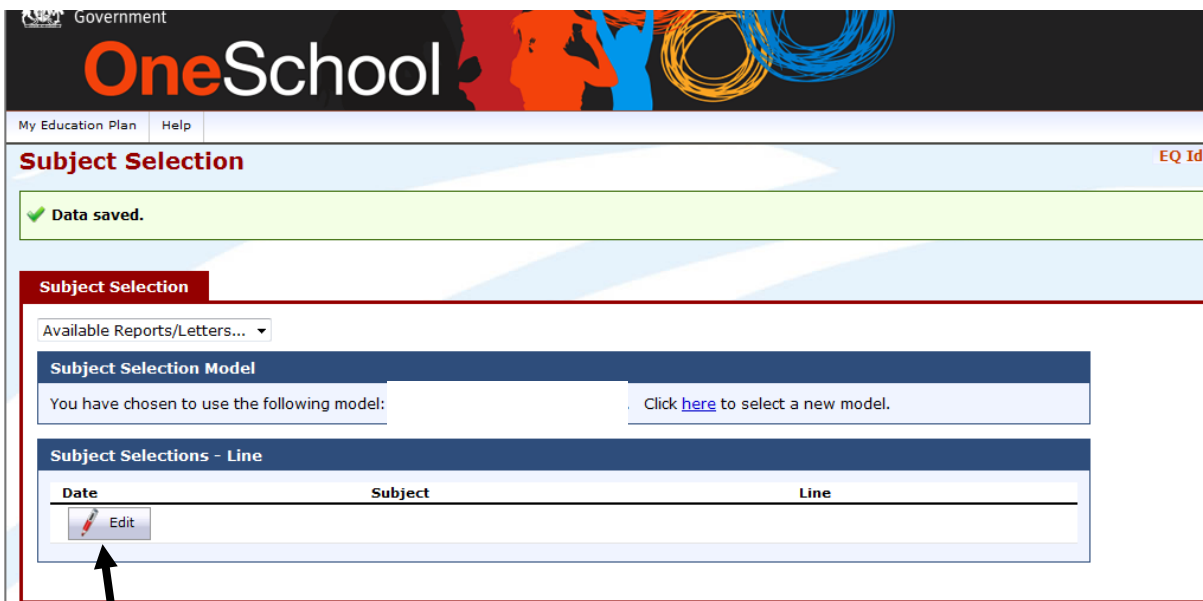 Government
OneSchool
My Education Plan Help
Subject Selection EQ Id
Data saved.
Subject Selection
Available Reports/Letters...
Subject Selection Model
You have chosen to use the following model: . Click here to select a new model.
Subject Selections - Line
Date Subject Line
Edit